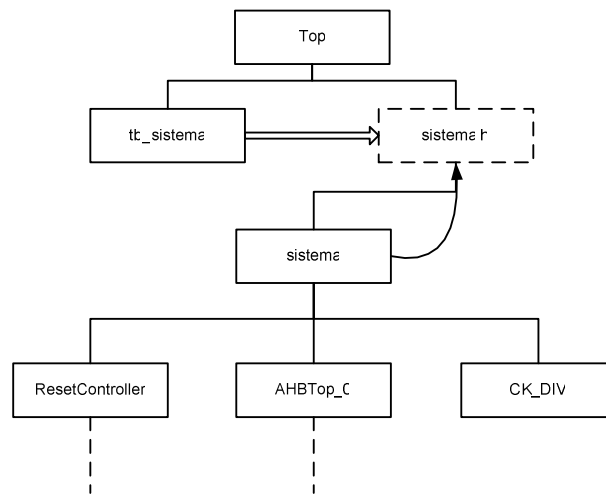 Top
tb_sistema
sistema h
sistema
ResetController
AHBTop_0
CK_DIV